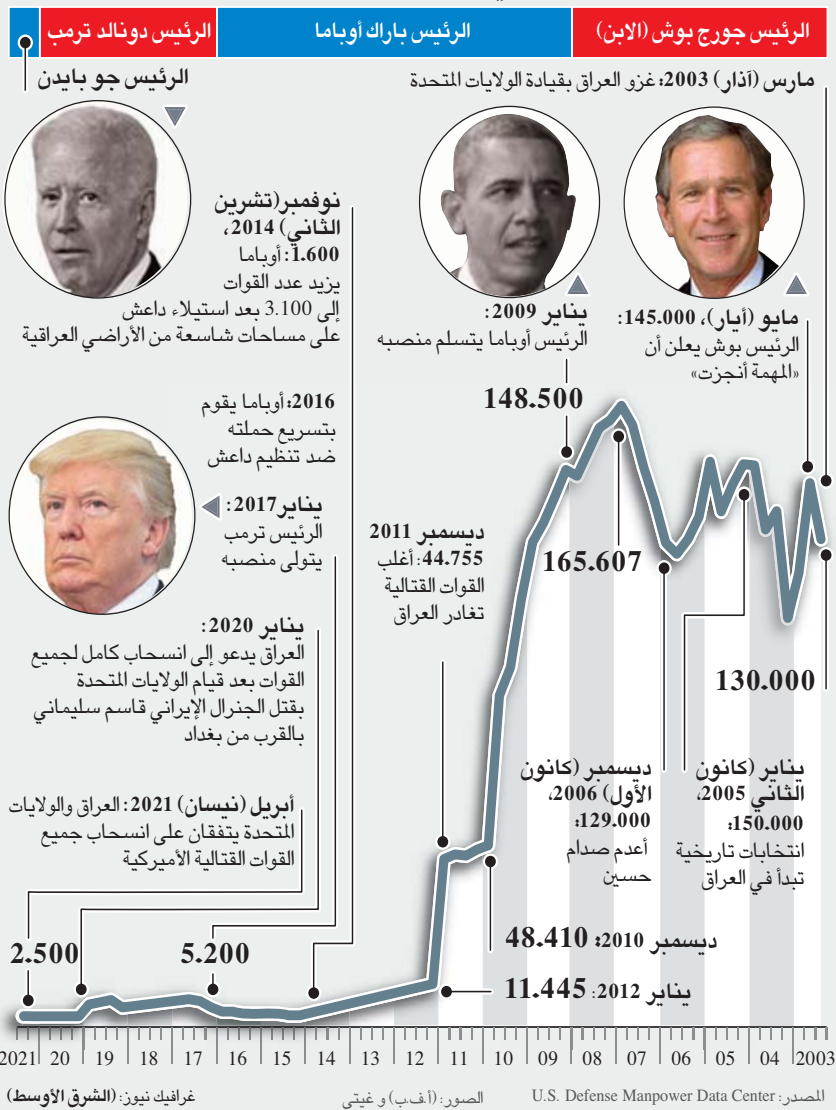 الرئيس جورج بوش (الابن)
الرئيس باراك أوباما
الرئيس دونالد ترمب
الرئيس جو بايدن
مارس (آذار) 2003: غزو العراق بقيادة الولايات المتحدة
مايو (أيار)، 145.000:
الرئيس بوش يعلن أن
«المهمة أنجزت»
يناير 2009:
الرئيس أوباما يتسلم منصبه
148.500
نوفمبر(تشرين
الثاني) 2014،
1.600: أوباما
يزيد عدد القوات
إلى 3.100 بعد استيلاء داعش
على مساحات شاسعة من الأراضي العراقية
2016: أوباما يقوم
بتسريع حملته
ضد تنظيم داعش
يناير2017:
الرئيس ترمب
يتولى منصبه
ديسمبر 2011
44.755: أغلب
القوات القتالية
تغادر العراق
165.607
130.000
يناير 2020:
العراق يدعو إلى انسحاب كامل لجميع
القوات بعد قيام الولايات المتحدة
بقتل الجنرال الإيراني قاسم سليماني
بالقرب من بغداد
يناير (كانون
الثاني 2005،
150.000:
انتخابات تاريخية
تبدأ في العراق
ديسمبر (كانون
الأول) 2006،
129.000:
أعدم صدام
حسين
أبريل (نيسان) 2021: العراق والولايات
المتحدة يتفقان على انسحاب جميع
القوات القتالية الأميركية
ديسمبر 2010: 48.410
يناير 2012: 11.445
5.200
2.500
2003 04 05 06 07 08 09 10 11 12 13 14 15 16 17 18 19 20 2021
المصدر: U.S. Defense Manpower Data Center
الصور: (أ.ف.ب) و غيتي
غرافيك نيوز: (الشرق الأوسط)